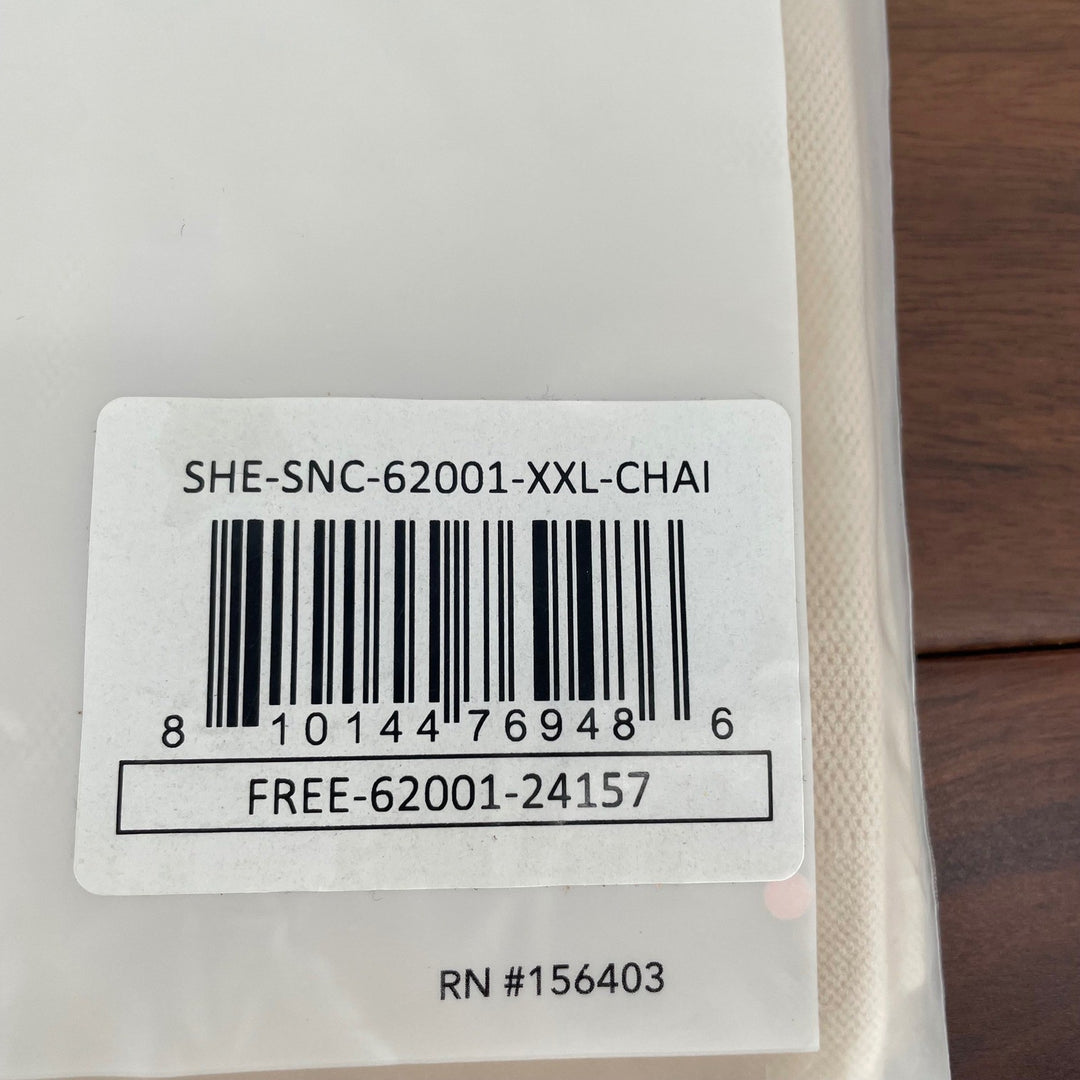 SHE-SNC-62001-XXL-CHAI
8 10144 76948 6
FREE-62001-24157
RN #156403